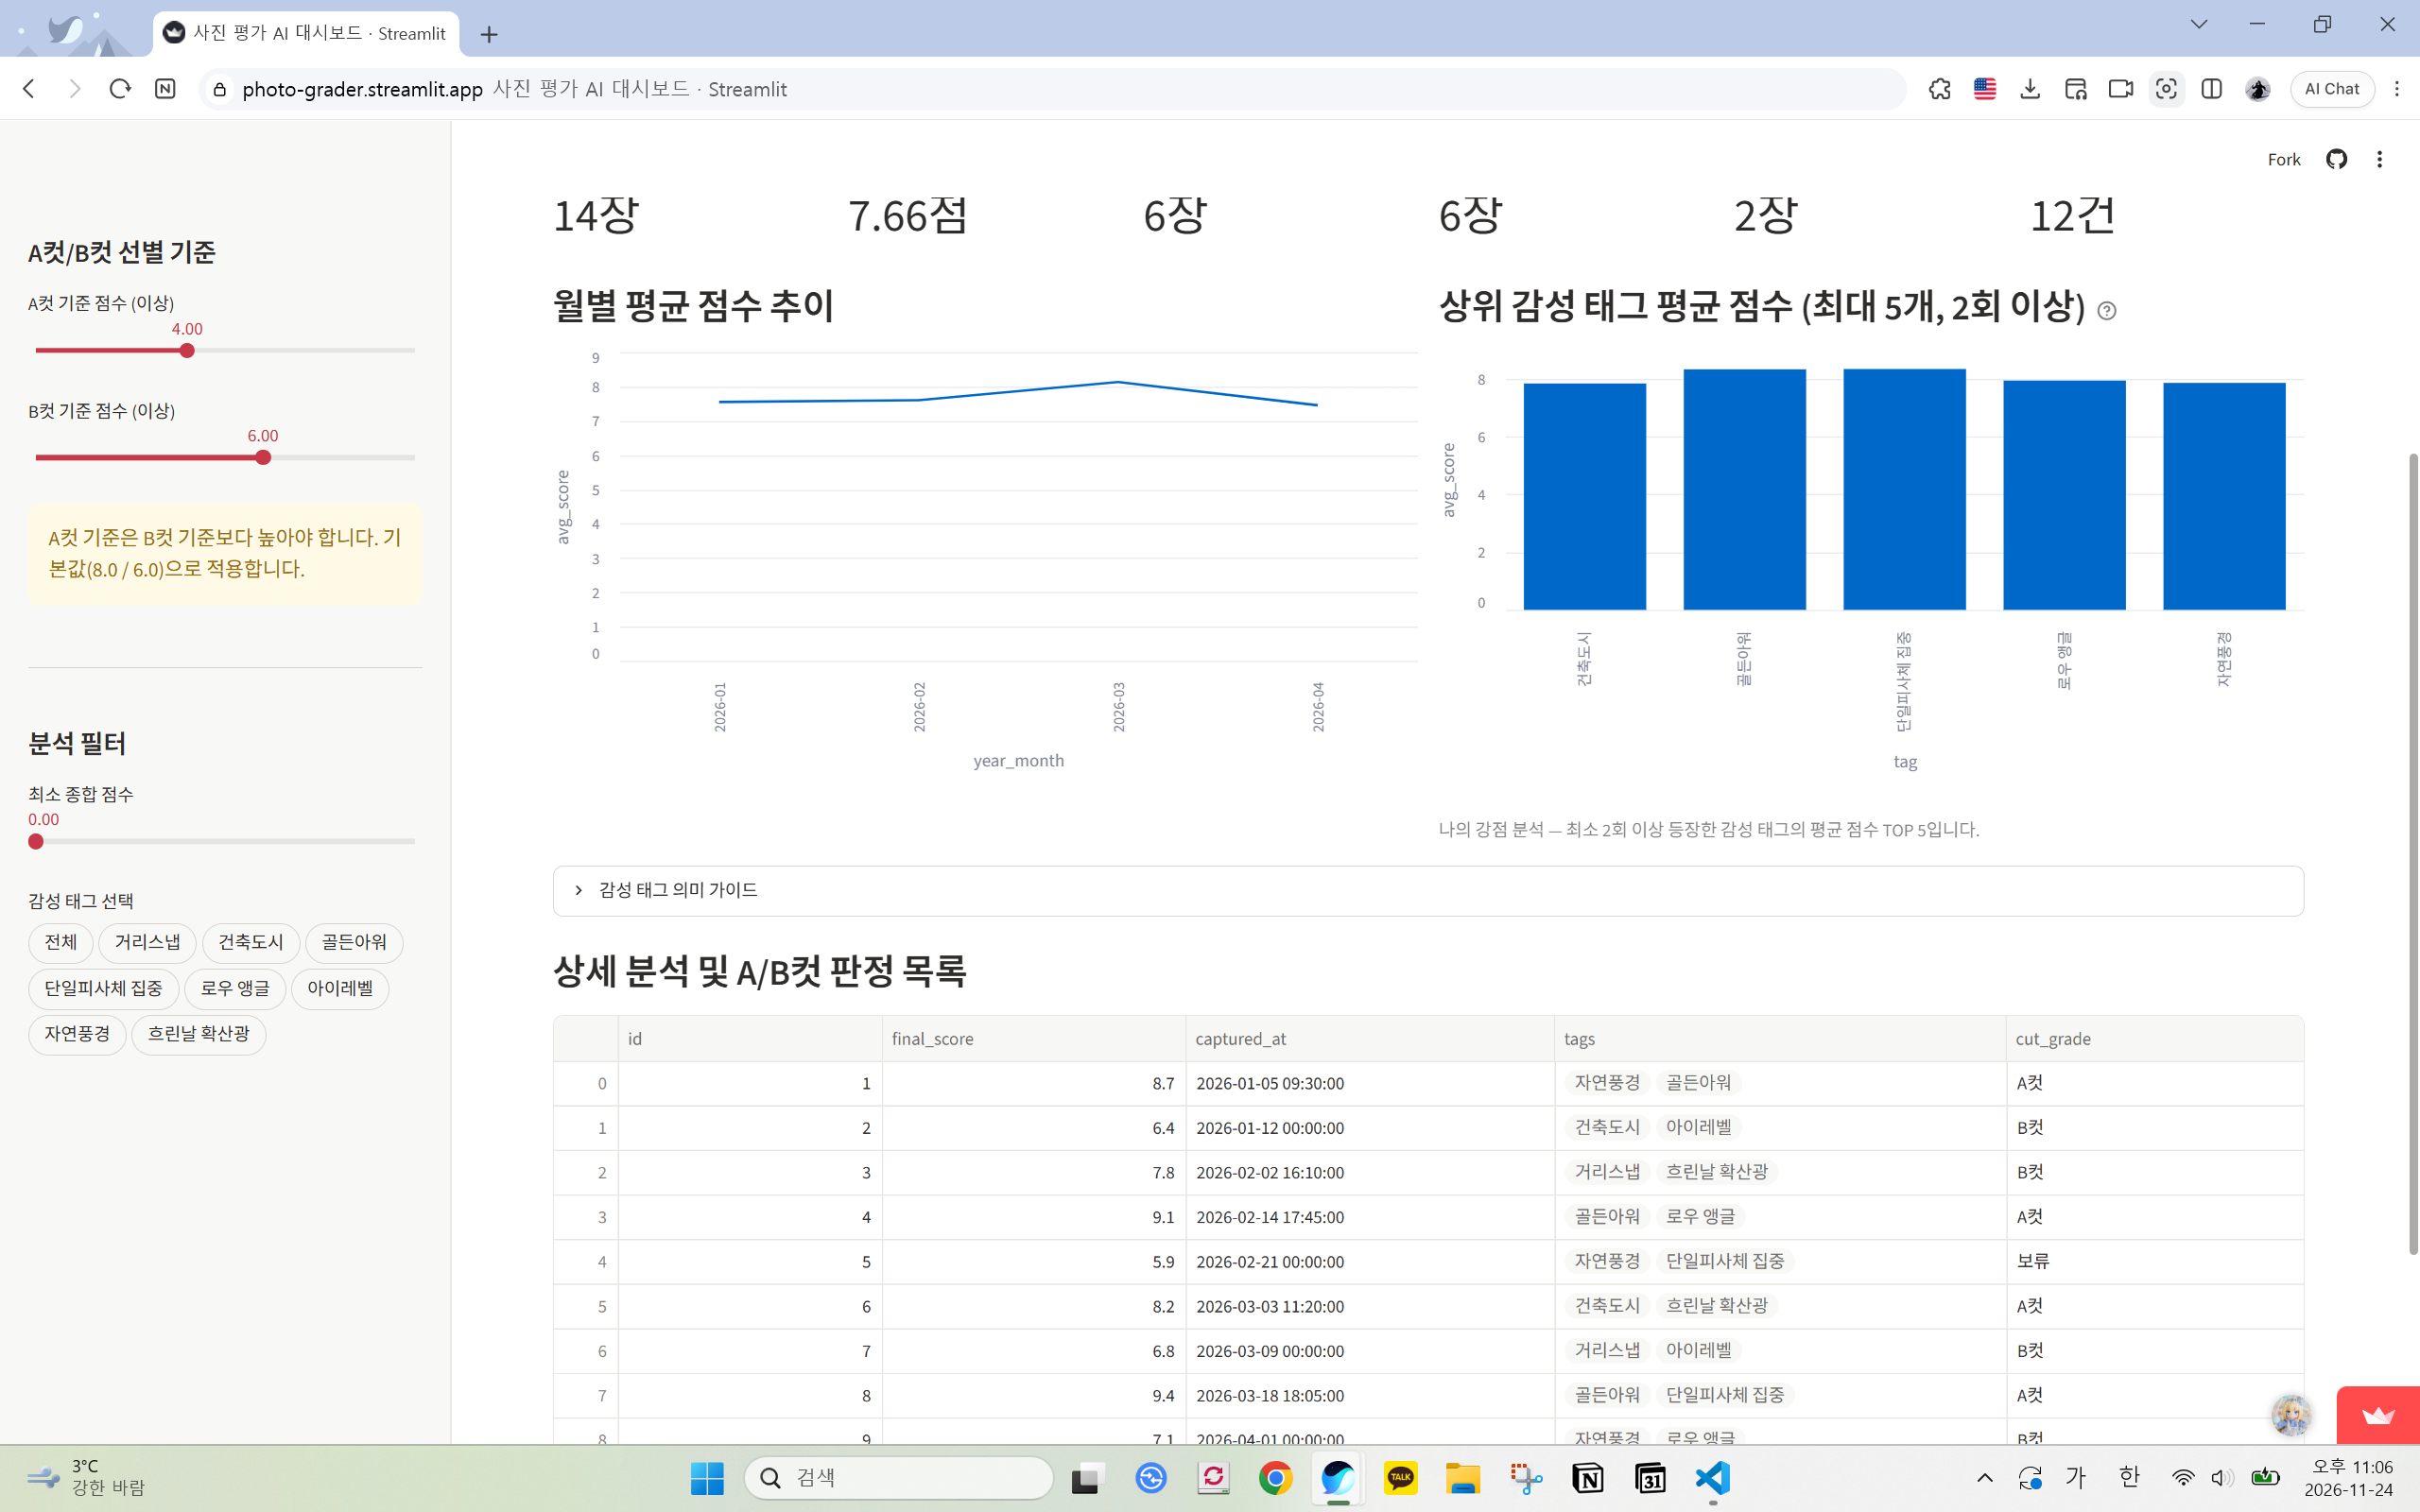 사진 평가 AI 대시보드 · Streamlit
photo-grader.streamlit.app 사진 평가 AI 대시보드 · Streamlit
AI Chat
Fork
A컷/B컷 선별 기준
A컷 기준 점수 (이상)
4.00
B컷 기준 점수 (이상)
6.00
A컷 기준은 B컷 기준보다 높아야 합니다. 기
본값(8.0 / 6.0)으로 적용합니다.
분석 필터
최소 종합 점수
0.00
감성 태그 선택
전체 거리스냅 건축도시 골든아워
단일피사체 집중 로우 앵글 아이레벨
자연풍경 흐린날 확산광
14장 7.66점 6장 6장 2장 12건
월별 평균 점수 추이
9
8
7
6
5
4
3
2
1
0
avg_score
2026-01 2026-02 2026-03 2026-04
year_month
상위 감성 태그 평균 점수 (최대 5개, 2회 이상)
8
6
4
2
0
avg_score
건축도시 골든아워 단일피사체 집중 로우 앵글 자연풍경
tag
나의 강점 분석 — 최소 2회 이상 등장한 감성 태그의 평균 점수 TOP 5입니다.
감성 태그 의미 가이드
상세 분석 및 A/B컷 판정 목록
id final_score captured_at tags cut_grade
0 1 8.7 2026-01-05 09:30:00 자연풍경 골든아워 A컷
1 2 6.4 2026-01-12 00:00:00 건축도시 아이레벨 B컷
2 3 7.8 2026-02-02 16:10:00 거리스냅 흐린날 확산광 B컷
3 4 9.1 2026-02-14 17:45:00 골든아워 로우 앵글 A컷
4 5 5.9 2026-02-21 00:00:00 자연풍경 단일피사체 집중 보류
5 6 8.2 2026-03-03 11:20:00 건축도시 흐린날 확산광 A컷
6 7 6.8 2026-03-09 00:00:00 거리스냅 아이레벨 B컷
7 8 9.4 2026-03-18 18:05:00 골든아워 단일피사체 집중 A컷
8 9 7.1 2026-04-01 00:00:00 자연풍경 로우 앵글 B컷
3°C
강한 바람
검색
TALK
31
가 한
오후 11:06
2026-11-24